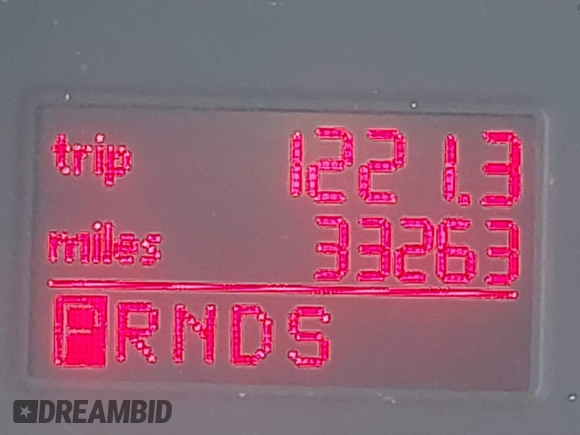 trip 1221.3
miles 33263
PRNDS
DREAMBID